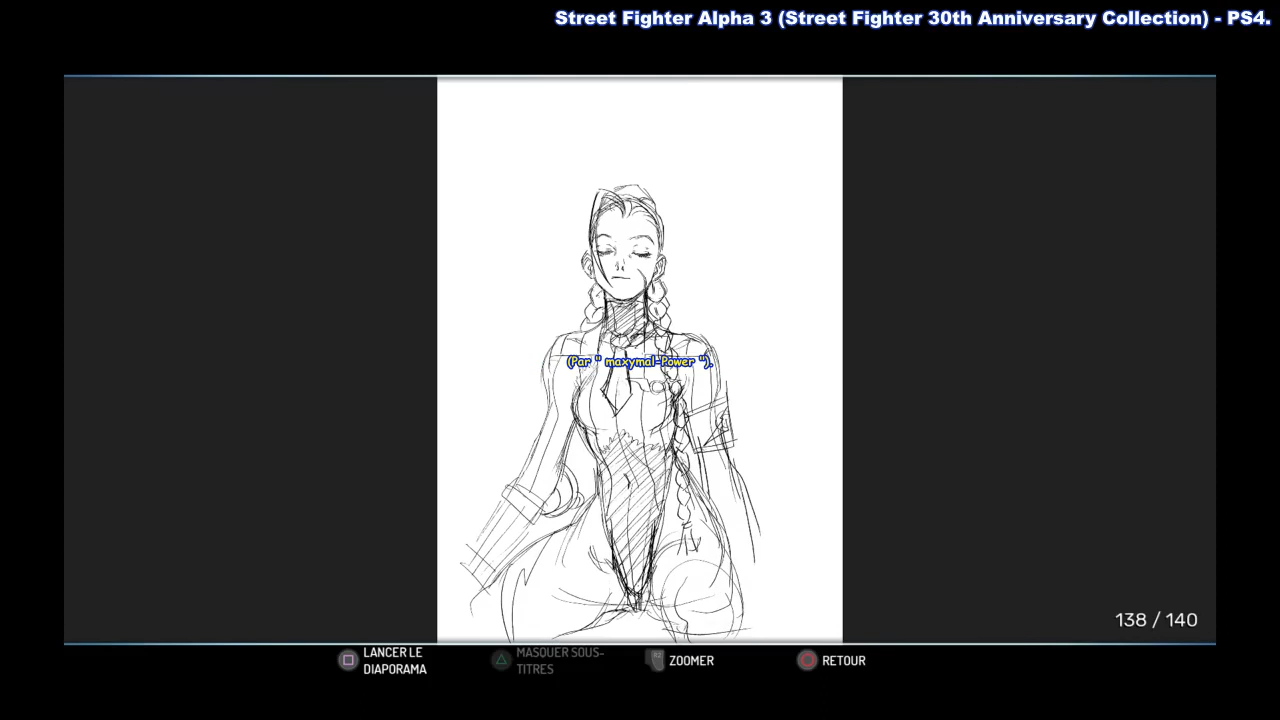 Street Fighter Alpha 3 (Street Fighter 30th Anniversary Collection) - PS4.
(Par " maxymal-Power ").
138 / 140
LANCER LE
DIAPORAMA
MASQUER SOUS-
TITRES
ZOOMER
RETOUR